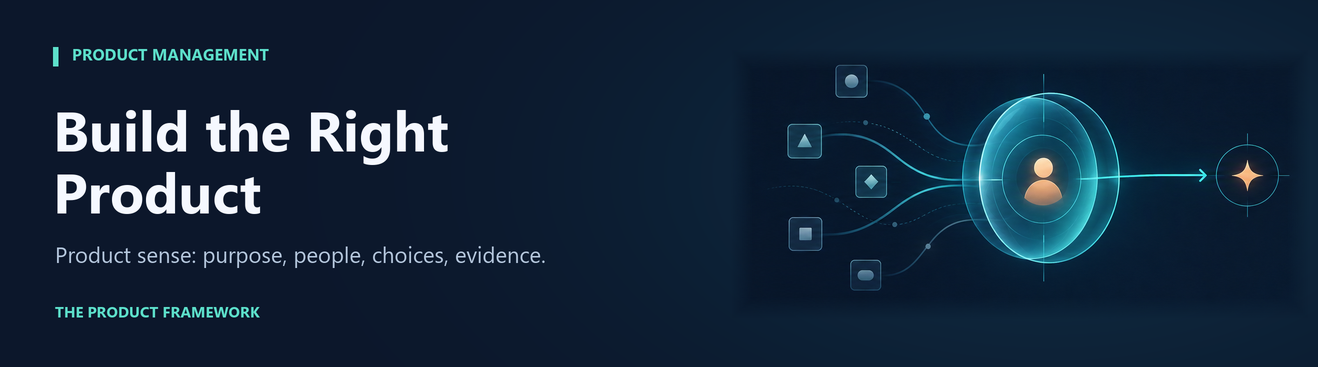 PRODUCT MANAGEMENT
Build the Right
Product
Product sense: purpose, people, choices, evidence.
THE PRODUCT FRAMEWORK